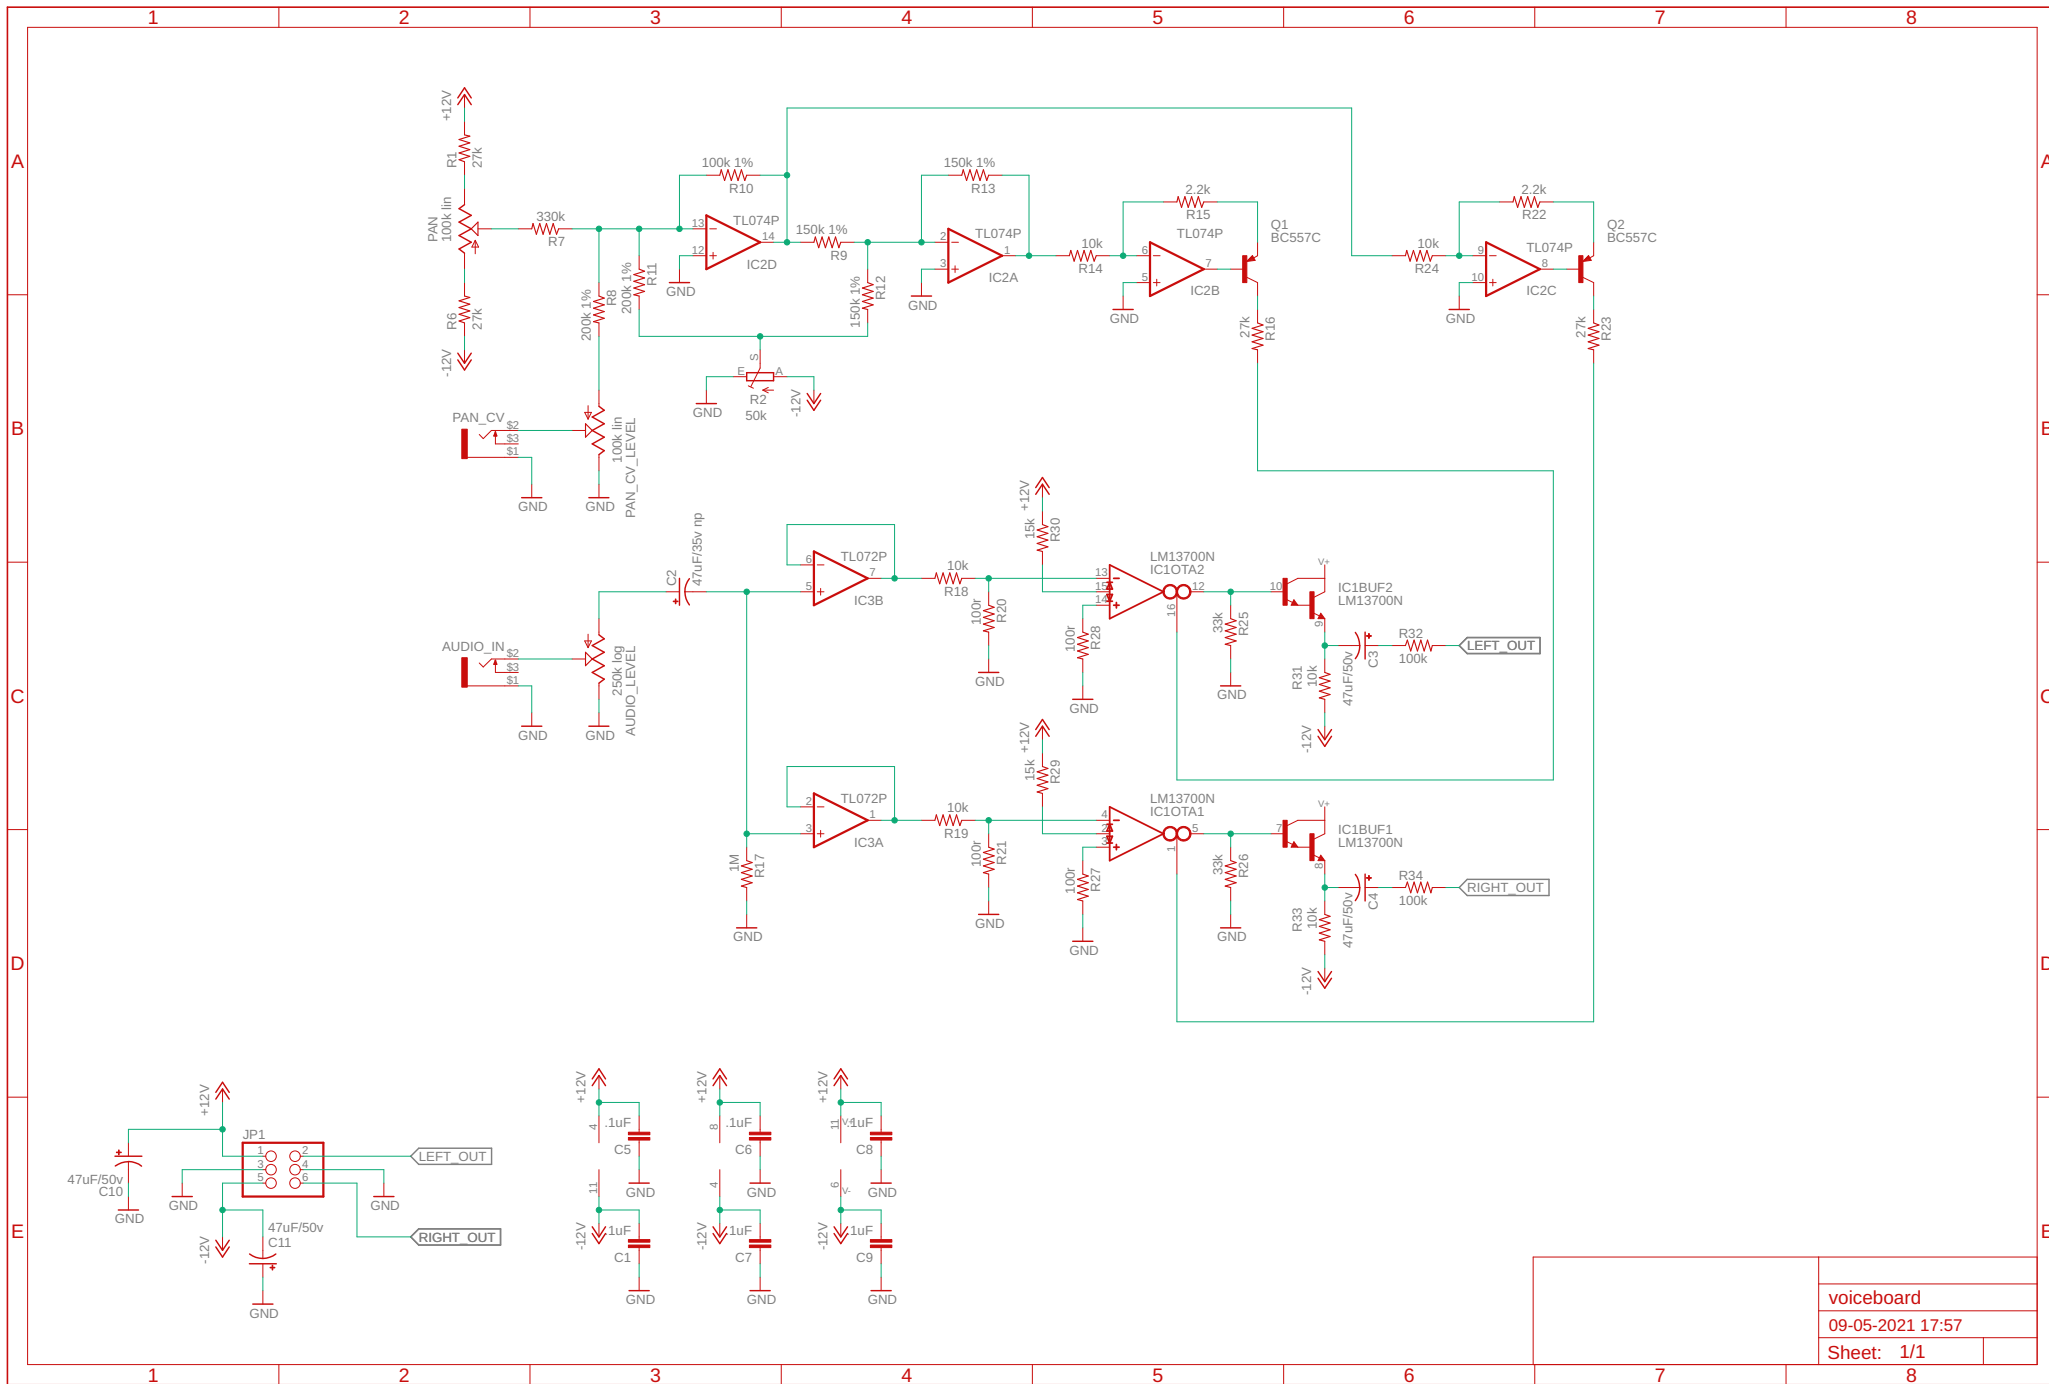 1 2 3 4 5 6 7 8
A
A
+12V
R1
27k
PAN
100k lin
330k
R7
R6
27k
-12V
100k 1%
R10
13
12
14
TL074P
IC2D
GND
150k 1%
R9
R8
200k 1%
R11
200k 1%
R12
150k 1%
150k 1%
R13
2
3
1
TL074P
IC2A
GND
10k
R14
2.2k
R15
TL074P
6
5
7
IC2B
GND
Q1
BC557C
27k
R16
2.2k
R22
10k
R24
TL074P
9
10
8
IC2C
GND
Q2
BC557C
27k
R23
B
S
E
A
R2
50k
GND
-12V
PAN_CV
$2
$3
$1
GND
100k lin
PAN_CV_LEVEL
GND
C
C
AUDIO_IN
$2
$3
$1
GND
250k log
AUDIO_LEVEL
GND
C2
47uF/35v np
TL072P
6
5
7
IC3B
10k
R18
100r
R20
GND
+12V
15k
R30
LM13700N
IC1OTA2
13
15
14
12
16
100r
R28
GND
33k
R25
GND
10
9
V+
IC1BUF2
LM13700N
R31
10k
-12V
47uF/50v
C3
R32
100k
LEFT_OUT
TL072P
2
3
1
IC3A
1M
R17
GND
10k
R19
100r
R21
GND
+12V
15k
R29
LM13700N
IC1OTA1
4
2
3
5
1
100r
R27
GND
33k
R26
GND
7
8
V+
IC1BUF1
LM13700N
R33
10k
-12V
47uF/50v
C4
R34
100k
RIGHT_OUT
D
D
+12V
JP1
1
2
3
4
5
6
LEFT_OUT
RIGHT_OUT
47uF/50v
C10
GND
GND
GND
-12V
47uF/50v
C11
GND
+12V
4
.1uF
C5
GND
11
-12V
.1uF
C1
GND
+12V
8
.1uF
C6
GND
4
-12V
.1uF
C7
GND
+12V
11
V+
.1uF
C8
GND
6
V-
-12V
.1uF
C9
GND
E
voiceboard
09-05-2021 17:57
Sheet: 1/1
1 2 3 4 5 6 7 8